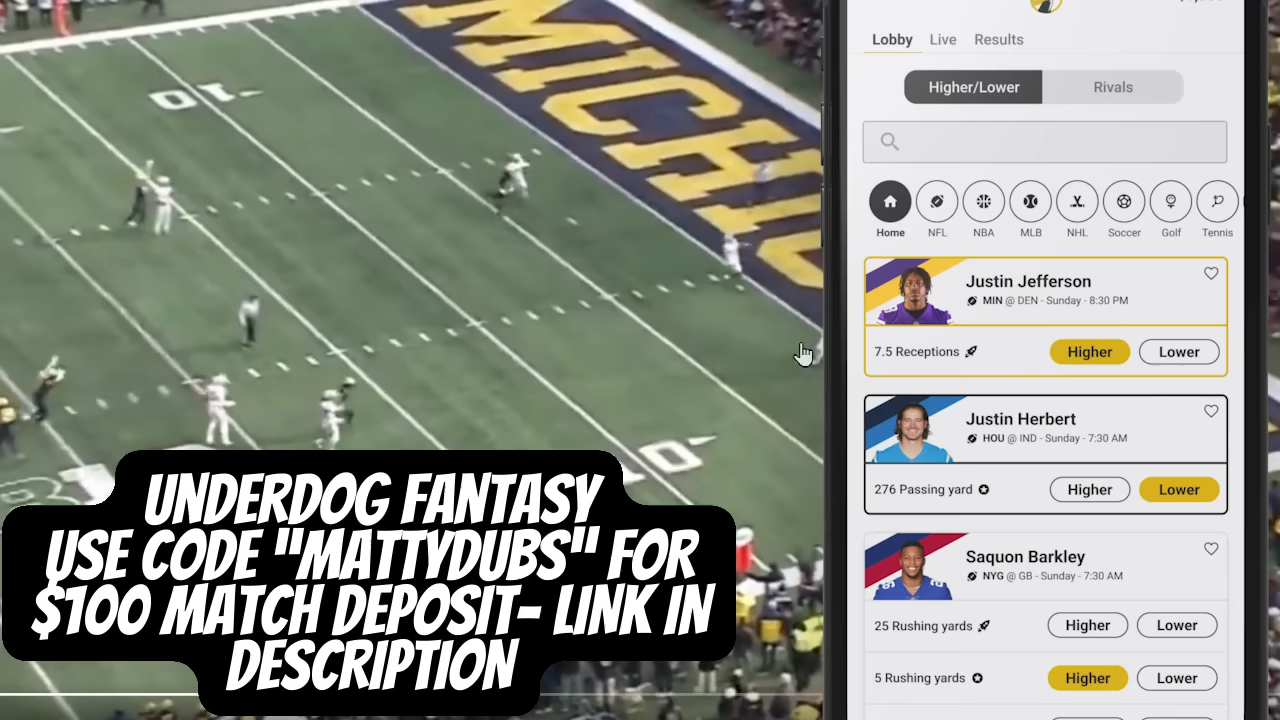 MICHIG
10
10
UNDERDOG FANTASY
USE CODE "MATTYDUBS" FOR
$100 MATCH DEPOSIT- LINK IN
DESCRIPTION
Lobby Live Results
Higher/Lower Rivals
Home NFL NBA MLB NHL Soccer Golf Tennis
Justin Jefferson
MIN @ DEN - Sunday - 8:30 PM
7.5 Receptions Higher Lower
Justin Herbert
HOU @ IND - Sunday - 7:30 AM
276 Passing yard Higher Lower
Saquon Barkley
NYG @ GB - Sunday - 7:30 AM
25 Rushing yards Higher Lower
5 Rushing yards Higher Lower